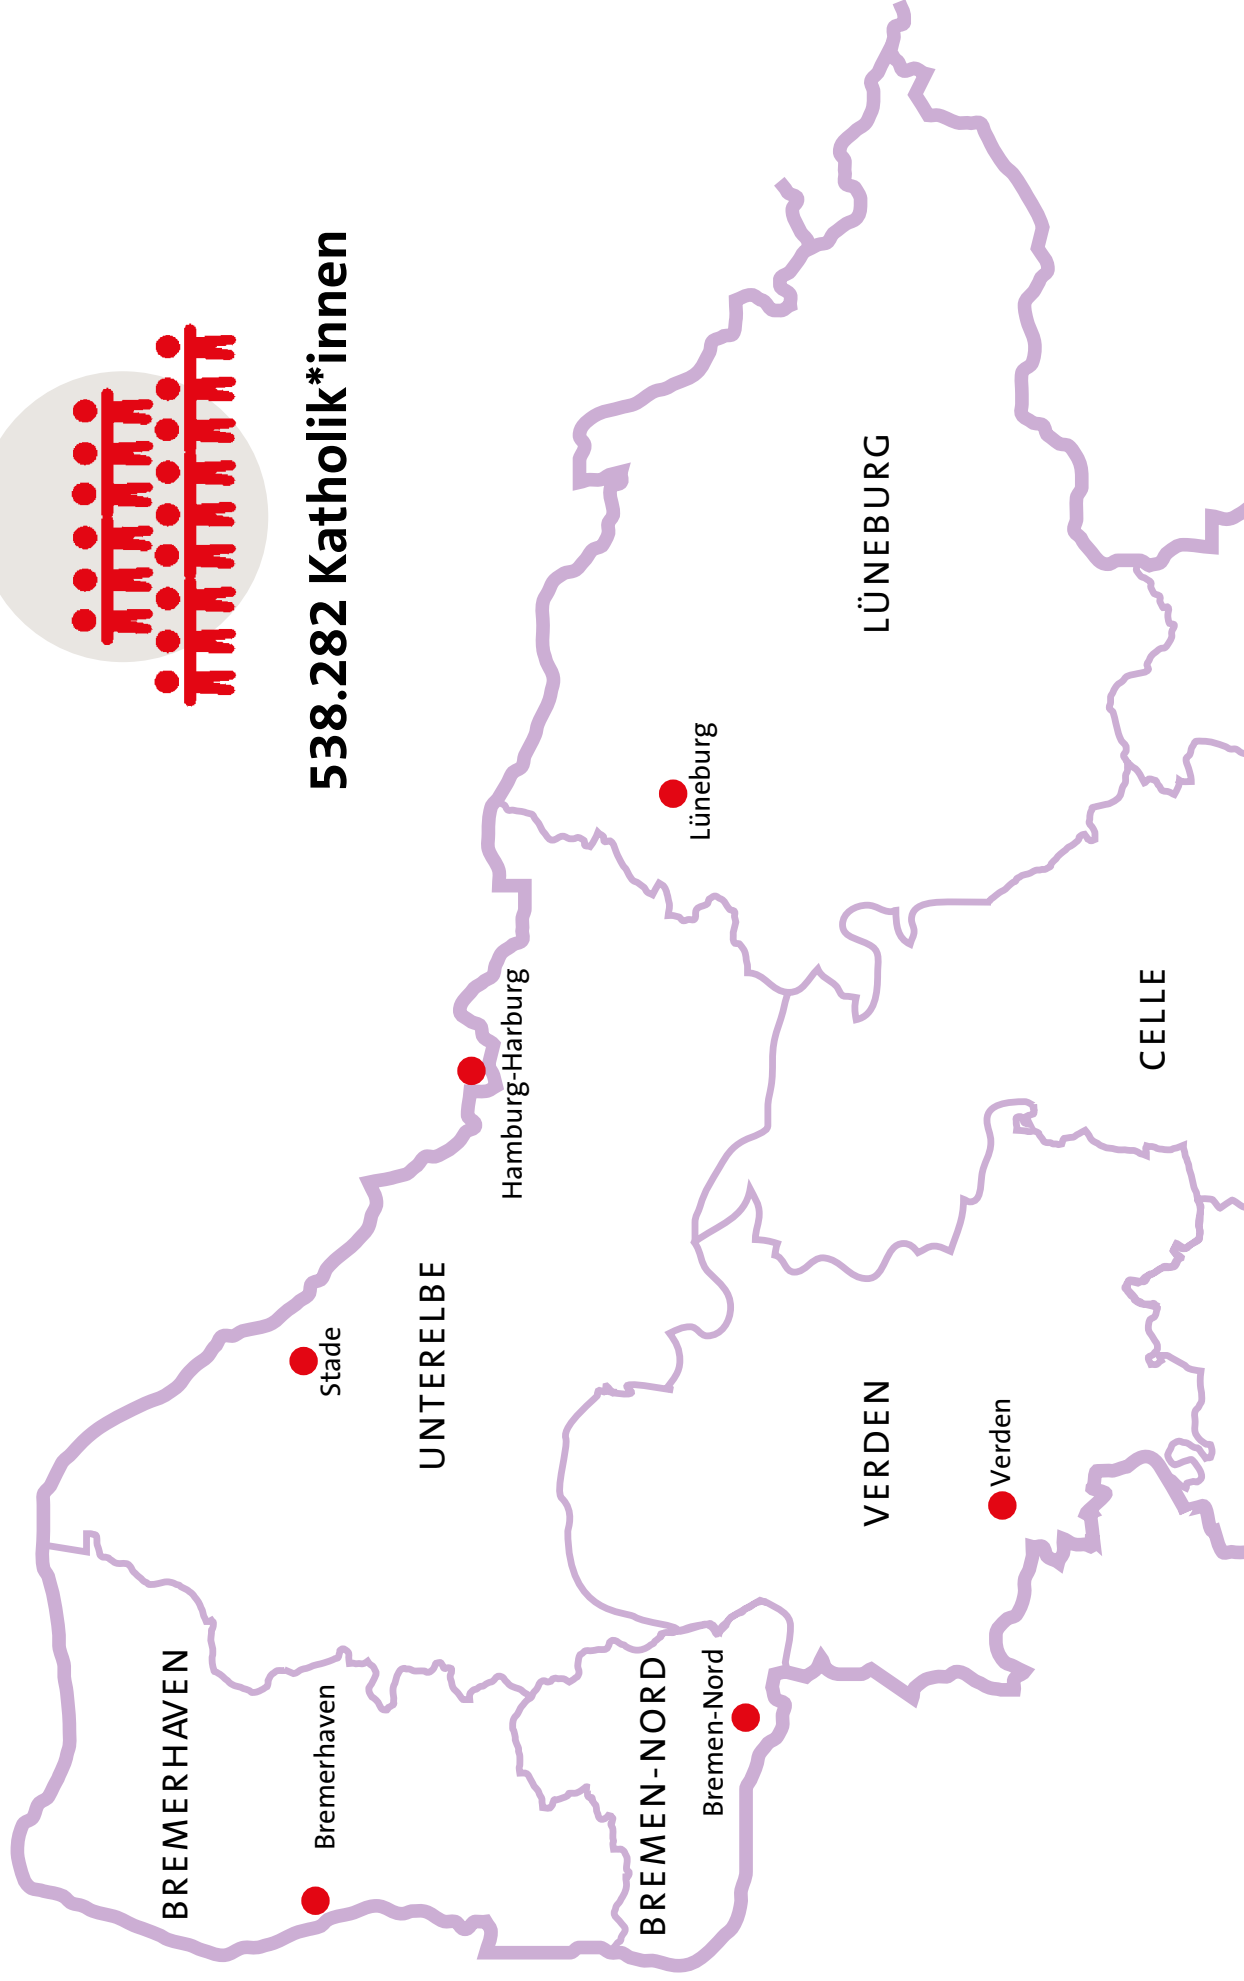 538.282 Katholik*innen
BREMERHAVEN
Bremerhaven
Stade
UNTERELBE
Hamburg-Harburg
BREMEN-NORD
Bremen-Nord
Lüneburg
LÜNEBURG
VERDEN
Verden
CELLE